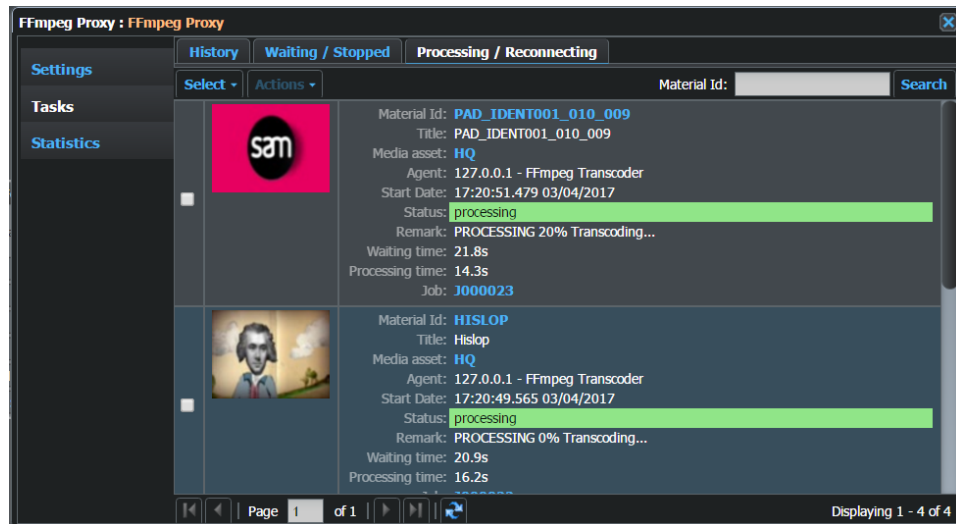 FFmpeg Proxy : FFmpeg Proxy
Settings
Tasks
Statistics
History Waiting / Stopped Processing / Reconnecting
Select Actions Material Id: Search
sam
Material Id: PAD_IDENT001_010_009
Title: PAD_IDENT001_010_009
Media asset: HQ
Agent: 127.0.0.1 - FFmpeg Transcoder
Start Date: 17:20:51.479 03/04/2017
Status: processing
Remark: PROCESSING 20% Transcoding...
Waiting time: 21.8s
Processing time: 14.3s
Job: J000023
Material Id: HISLOP
Title: Hislop
Media asset: HQ
Agent: 127.0.0.1 - FFmpeg Transcoder
Start Date: 17:20:49.565 03/04/2017
Status: processing
Remark: PROCESSING 0% Transcoding...
Waiting time: 20.9s
Processing time: 16.2s
Page 1 of 1 Displaying 1 - 4 of 4